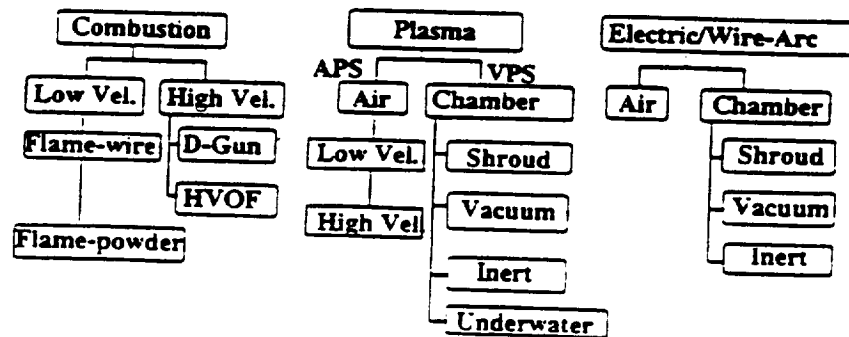 Combustion
Low Vel.
High Vel.
Flame-wire
D-Gun
HVOF
Flame-powder
Plasma
APS
VPS
Air
Chamber
Low Vel.
High Vel.
Shroud
Vacuum
Inert
Underwater
Electric/Wire-Arc
Air
Chamber
Shroud
Vacuum
Inert